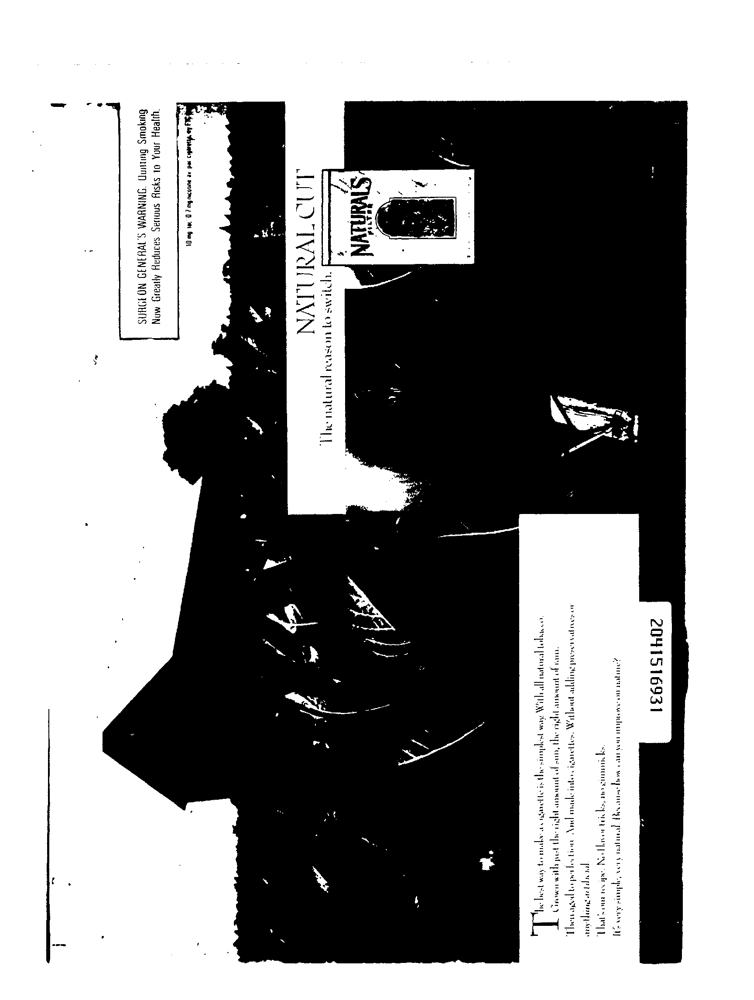 SURGEON GENERAL'S WARNING: Quitting Smoking
Now Greatly Reduces Serious Risks to Your Health.
10 mg tar, 0.7 mg nicotine av. per cigarette, by FTC
NATURAL CUT
The natural reason to switch.
NATURALS
FILTER
The best way to make a cigarette is the simplest way. With all natural tobacco.
Grown with just the right amount of sun, the right amount of rain.
Then aged to perfection. And made into cigarettes. Without adding preservatives or
anything artificial.
That's our recipe. No flavor tricks, no gimmicks.
It's very simple, very natural. Because how can you improve on nature?
2041516931